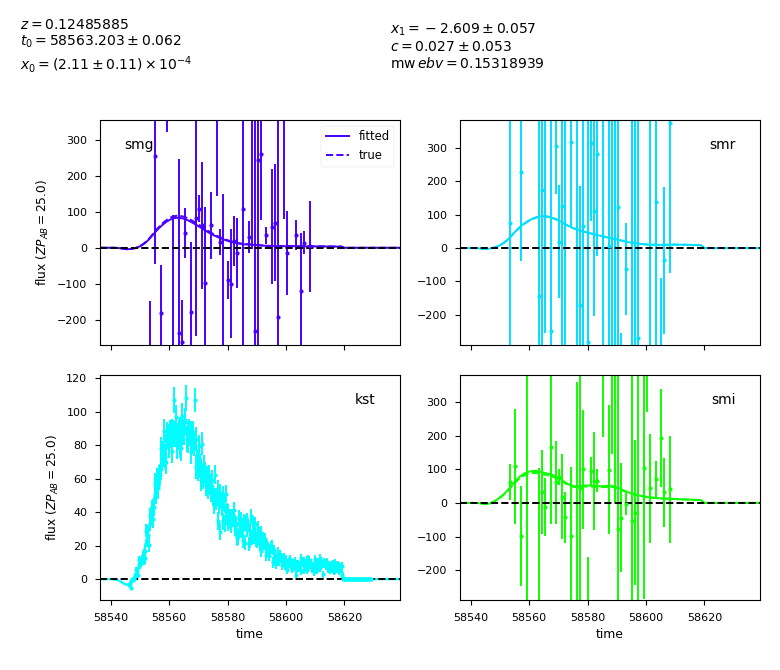 z = 0.12485885
t₀ = 58563.203 ± 0.062
x₀ = (2.11 ± 0.11) × 10⁻⁴
x₁ = −2.609 ± 0.057
c = 0.027 ± 0.053
mw ebv = 0.15318939
300
200
100
0
−100
−200
flux (ZP_AB = 25.0)
smg
fitted
true
300
200
100
0
−100
−200
smr
120
100
80
60
40
20
0
flux (ZP_AB = 25.0)
kst
58540 58560 58580 58600 58620
time
300
200
100
0
−100
−200
smi
58540 58560 58580 58600 58620
time